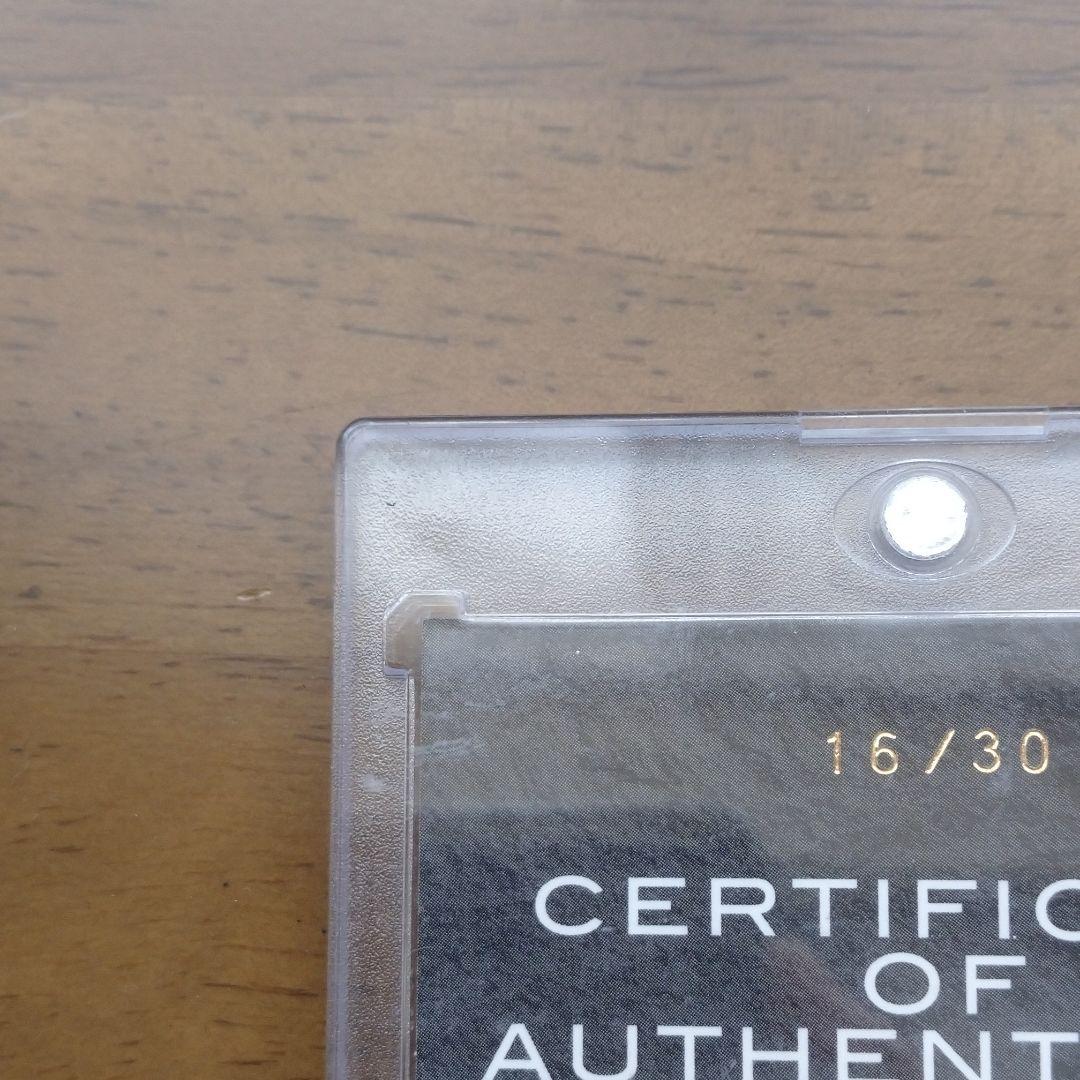 16/30
CERTIFIC
OF
AUTHENT